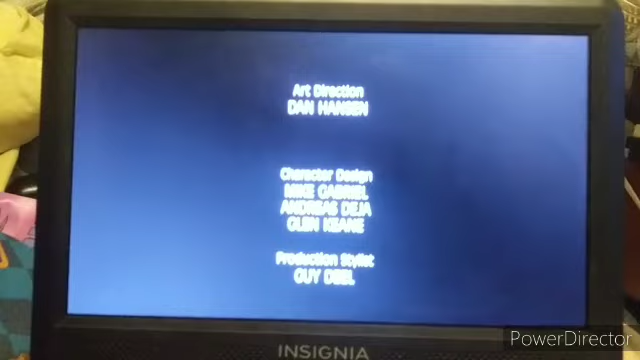 Art Direction
DAN HANSEN
Character Design
MIKE GABRIEL
ANDREAS DEJA
GLEN KEANE
Production Stylist
GUY DEEL
INSIGNIA
PowerDirector